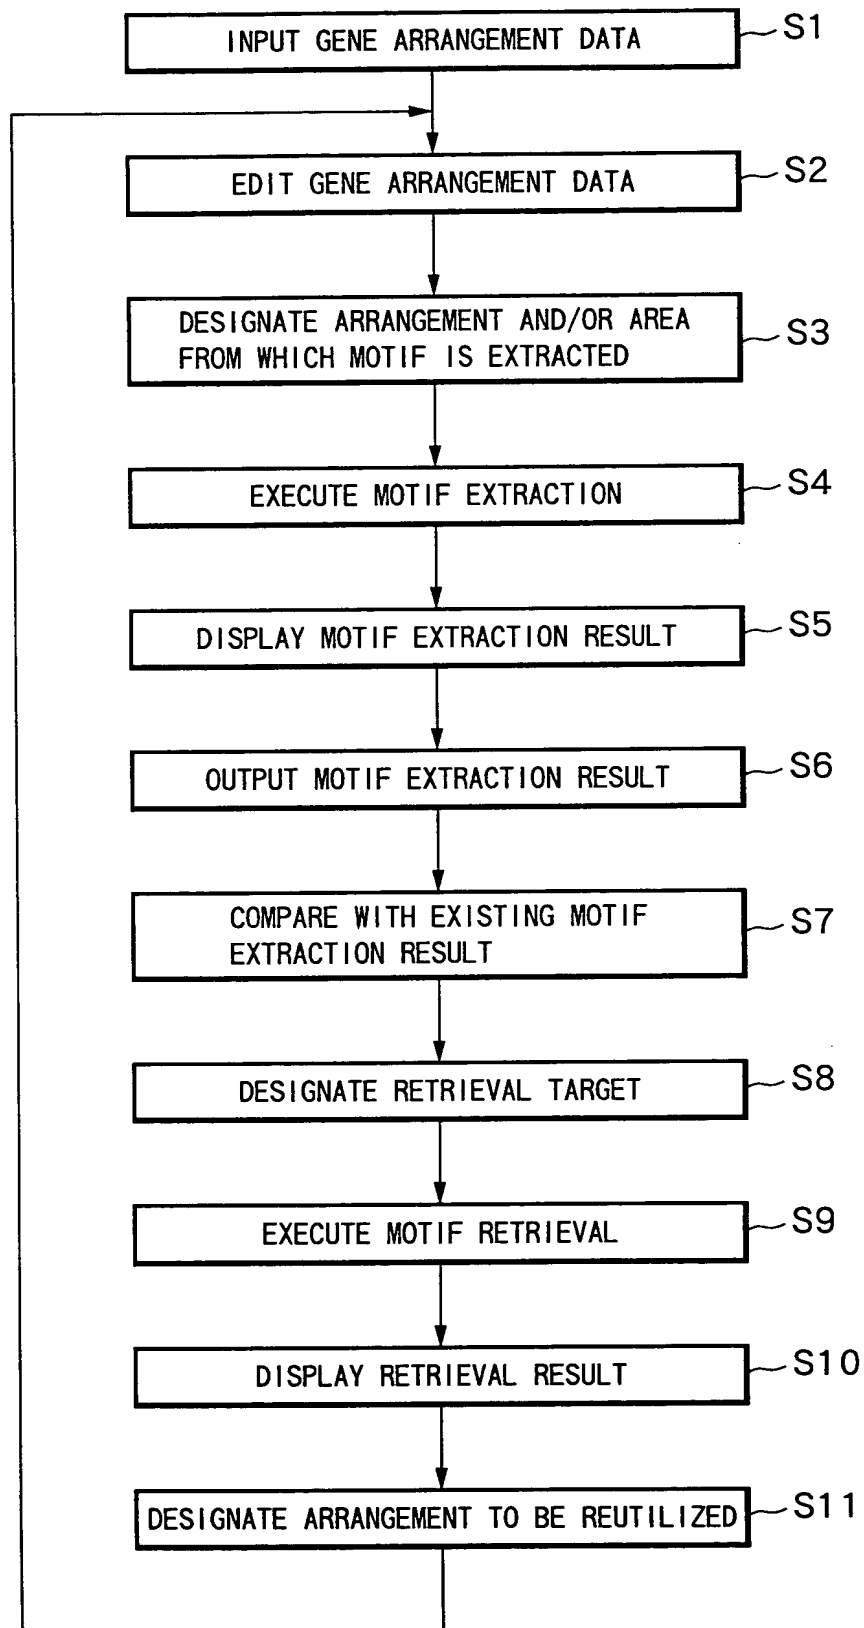 INPUT GENE ARRANGEMENT DATA
S1
EDIT GENE ARRANGEMENT DATA
S2
DESIGNATE ARRANGEMENT AND/OR AREA
FROM WHICH MOTIF IS EXTRACTED
S3
EXECUTE MOTIF EXTRACTION
S4
DISPLAY MOTIF EXTRACTION RESULT
S5
OUTPUT MOTIF EXTRACTION RESULT
S6
COMPARE WITH EXISTING MOTIF
EXTRACTION RESULT
S7
DESIGNATE RETRIEVAL TARGET
S8
EXECUTE MOTIF RETRIEVAL
S9
DISPLAY RETRIEVAL RESULT
S10
DESIGNATE ARRANGEMENT TO BE REUTILIZED
S11